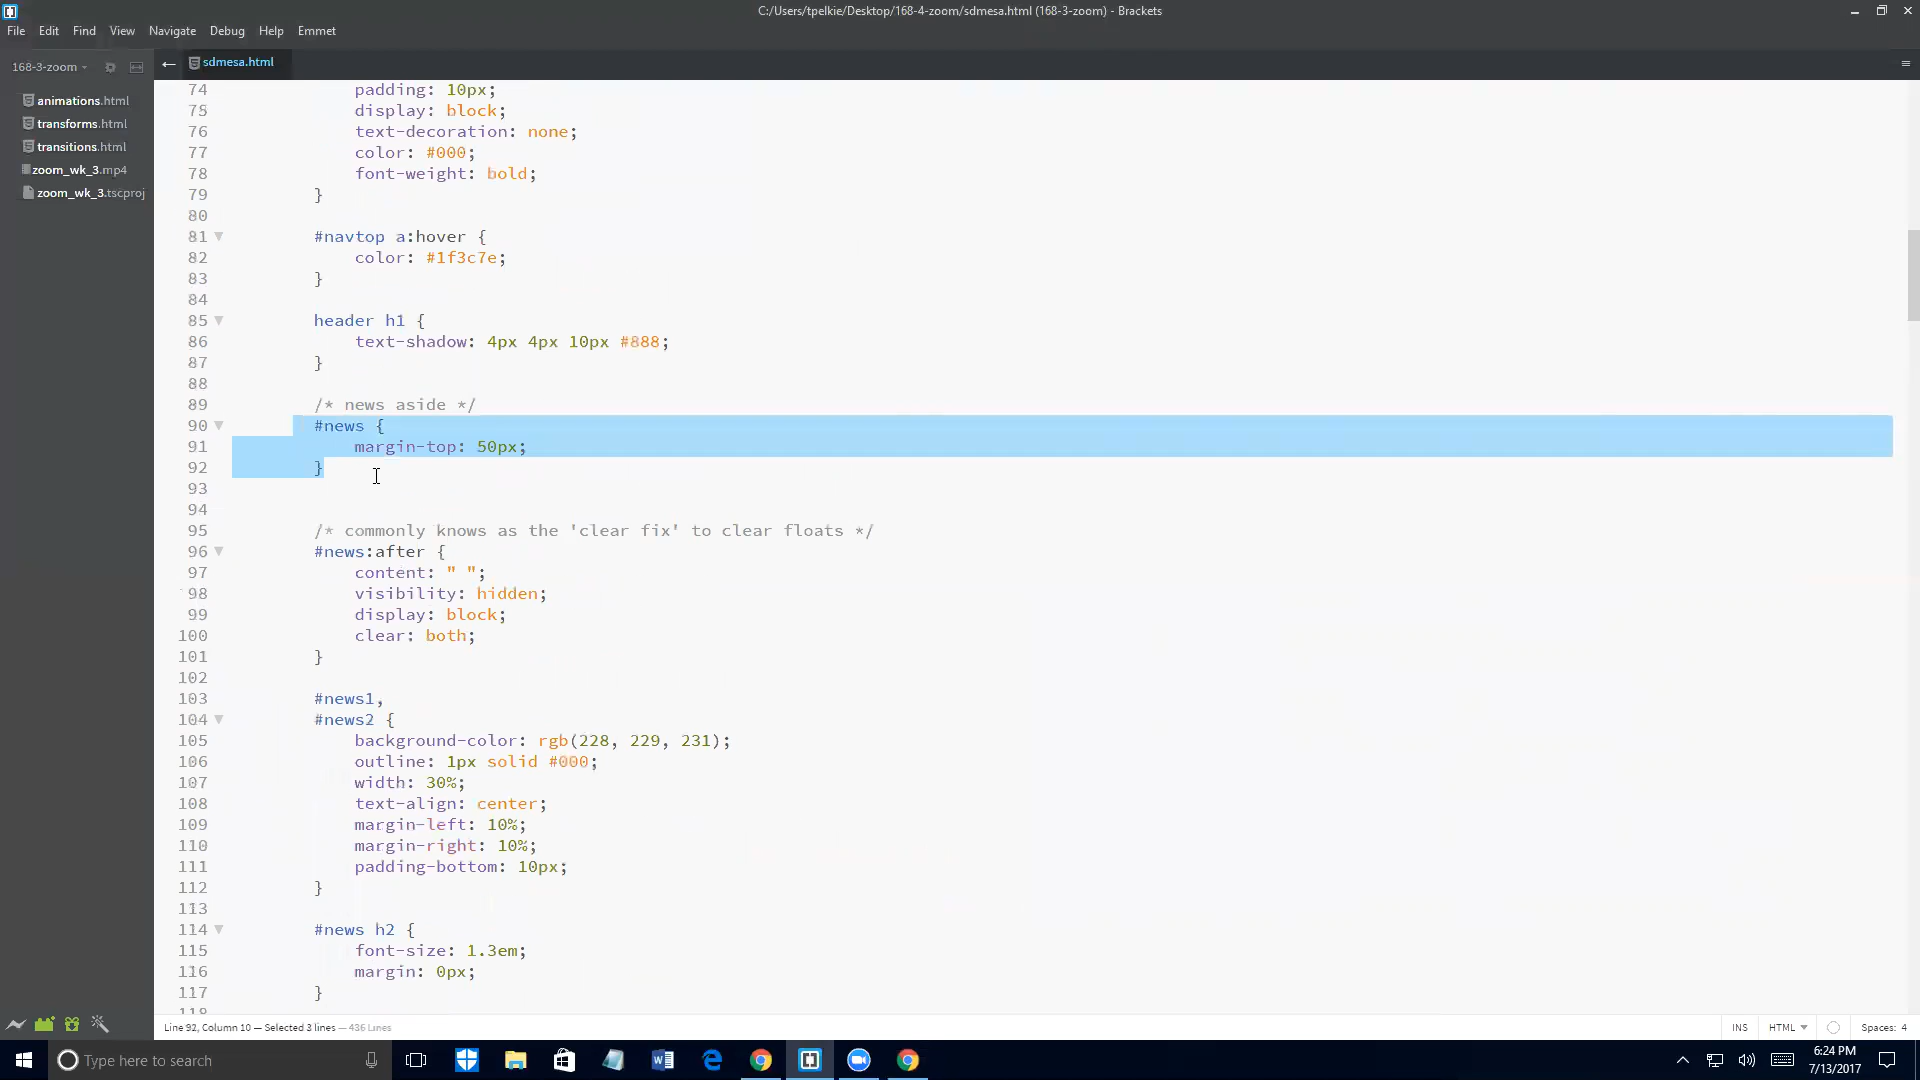 C:/Users/tpelkie/Desktop/168-4-zoom/sdmesa.html (168-3-zoom) - Brackets
File Edit Find View Navigate Debug Help Emmet
168-3-zoom
sdmesa.html
animations.html
transforms.html
transitions.html
zoom_wk_3.mp4
zoom_wk_3.tscproj
74 padding: 10px;
75 display: block;
76 text-decoration: none;
77 color: #000;
78 font-weight: bold;
79 }
80
81 #navtop a:hover {
82 color: #1f3c7e;
83 }
84
85 header h1 {
86 text-shadow: 4px 4px 10px #888;
87 }
88
89 /* news aside */
90 #news {
91 margin-top: 50px;
92 }
93
94
95 /* commonly knows as the 'clear fix' to clear floats */
96 #news:after {
97 content: " ";
98 visibility: hidden;
99 display: block;
100 clear: both;
101 }
102
103 #news1,
104 #news2 {
105 background-color: rgb(228, 229, 231);
106 outline: 1px solid #000;
107 width: 30%;
108 text-align: center;
109 margin-left: 10%;
110 margin-right: 10%;
111 padding-bottom: 10px;
112 }
113
114 #news h2 {
115 font-size: 1.3em;
116 margin: 0px;
117 }
118
Line 92, Column 10 — Selected 3 lines — 436 Lines
INS HTML Spaces: 4
Type here to search
6:24 PM
7/13/2017